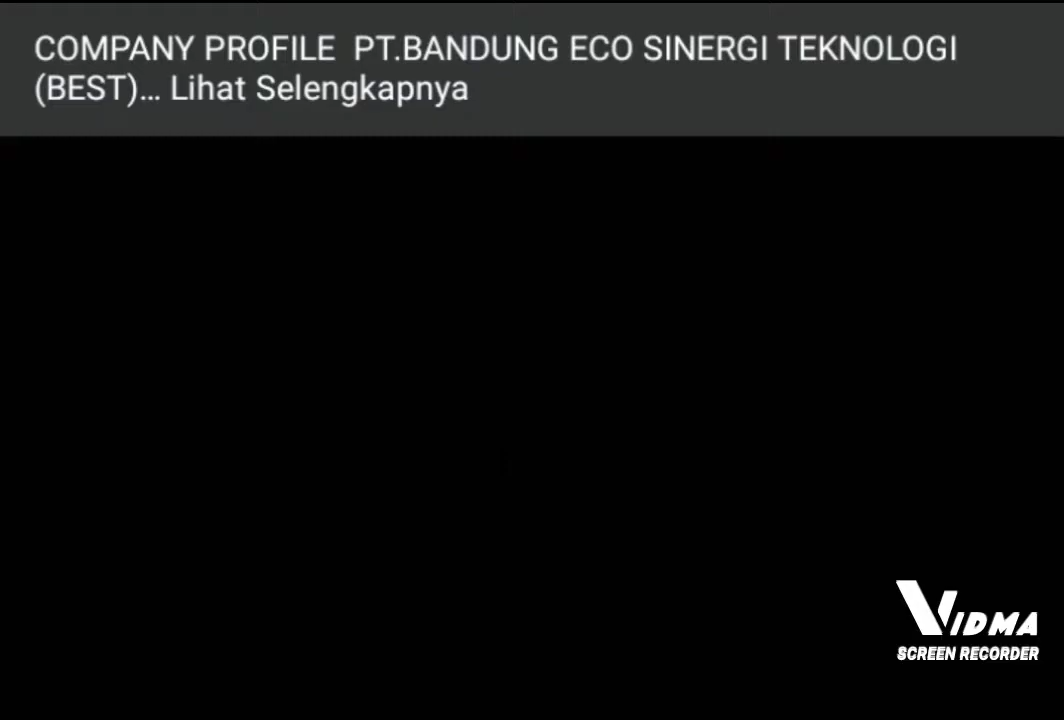 COMPANY PROFILE PT.BANDUNG ECO SINERGI TEKNOLOGI
(BEST)... Lihat Selengkapnya
VIDMA
SCREEN RECORDER